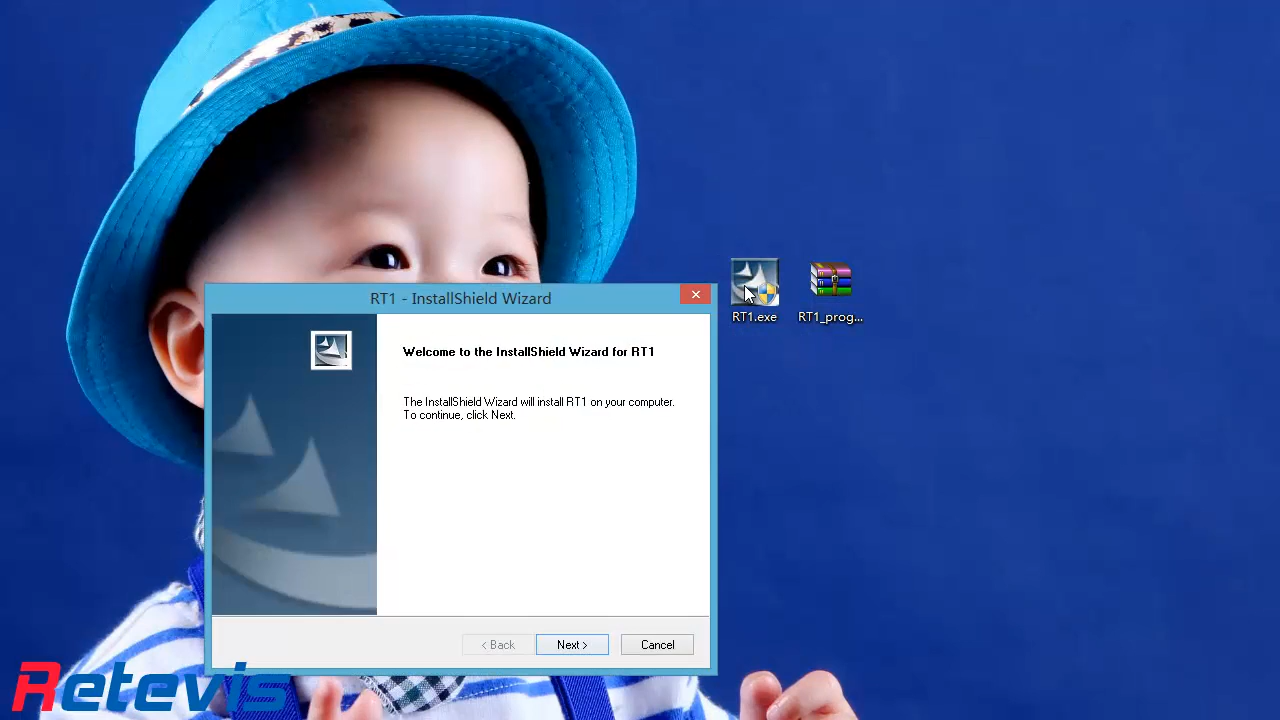 RT1 - InstallShield Wizard
Welcome to the InstallShield Wizard for RT1
The InstallShield Wizard will install RT1 on your computer.
To continue, click Next.
< Back
Next >
Cancel
RT1.exe
RT1_prog...
Retevis